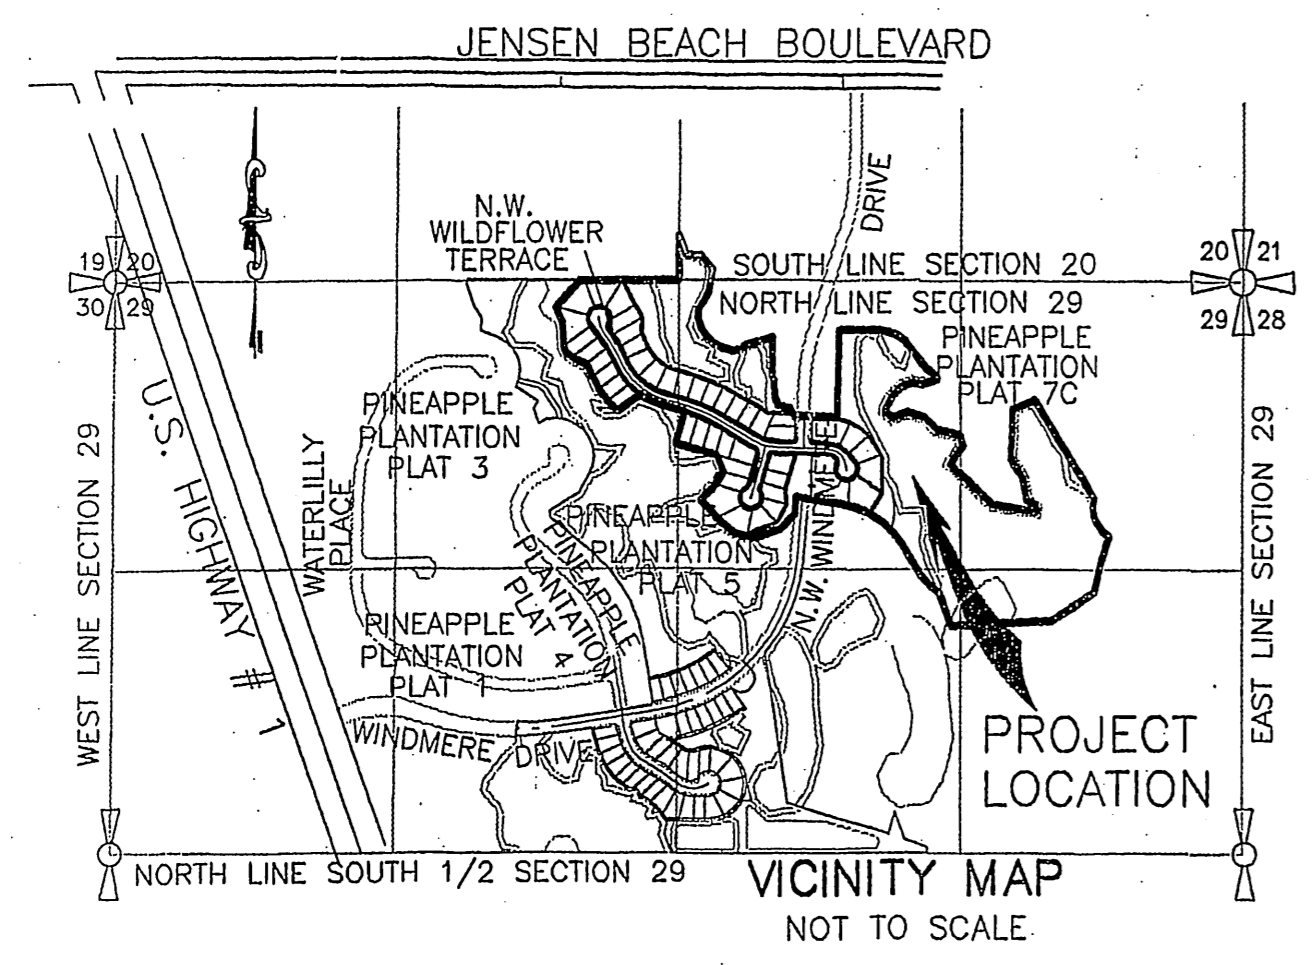 JENSEN BEACH BOULEVARD
DRIVE
N.W.
WILDFLOWER
TERRACE
19 20
30 29
20 21
29 28
SOUTH LINE SECTION 20
NORTH LINE SECTION 29
PINEAPPLE
PLANTATION
PLAT 7C
U.S. HIGHWAY # 1
WEST LINE SECTION 29
EAST LINE SECTION 29
PINEAPPLE
PLANTATION
PLAT 3
WATERLILLY
PLACE
PINEAPPLE
PLANTATION
PLAT 5
PINEAPPLE
PLANTATION
PLAT 4
N.W. WINDMERE
PINEAPPLE
PLANTATION
PLAT 1
WINDMERE DRIVE
PROJECT
LOCATION
NORTH LINE SOUTH 1/2 SECTION 29
VICINITY MAP
NOT TO SCALE